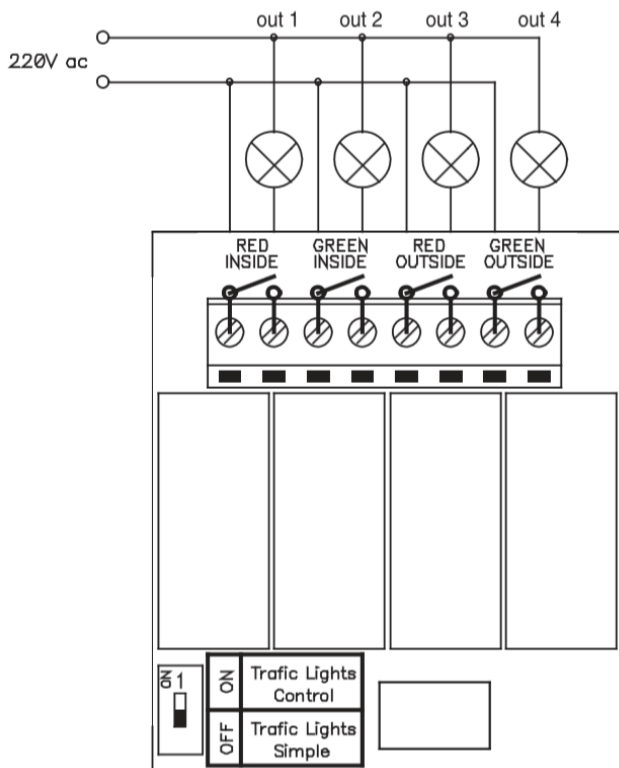 out 1 out 2 out 3 out 4
220V ac
RED INSIDE
GREEN INSIDE
RED OUTSIDE
GREEN OUTSIDE
ON
1
ON
Trafic Lights
Control
OFF
Trafic Lights
Simple